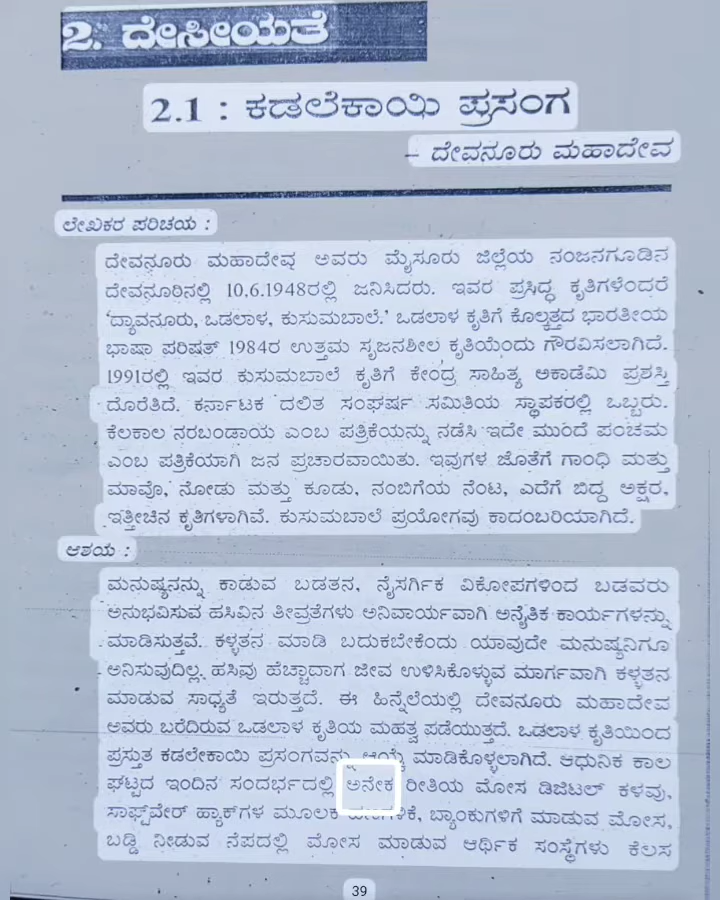 2. ದೇಸೀಯತೆ
2.1 : ಕಡಲೆಕಾಯಿ ಪ್ರಸಂಗ
– ದೇವನೂರು ಮಹಾದೇವ
ಲೇಖಕರ ಪರಿಚಯ :
ದೇವನೂರು ಮಹಾದೇವ ಅವರು ಮೈಸೂರು ಜಿಲ್ಲೆಯ ನಂಜನಗೂಡಿನ
ದೇವನೂರಿನಲ್ಲಿ 10.6.1948ರಲ್ಲಿ ಜನಿಸಿದರು. ಇವರ ಪ್ರಸಿದ್ಧ ಕೃತಿಗಳೆಂದರೆ
‘ದ್ಯಾವನೂರು, ಒಡಲಾಳ, ಕುಸುಮಬಾಲೆ.’ ಒಡಲಾಳ ಕೃತಿಗೆ ಕೊಲ್ಕತ್ತದ ಭಾರತೀಯ
ಭಾಷಾ ಪರಿಷತ್ 1984ರ ಉತ್ತಮ ಸೃಜನಶೀಲ ಕೃತಿಯೆಂದು ಗೌರವಿಸಲಾಗಿದೆ.
1991ರಲ್ಲಿ ಇವರ ಕುಸುಮಬಾಲೆ ಕೃತಿಗೆ ಕೇಂದ್ರ ಸಾಹಿತ್ಯ ಅಕಾಡೆಮಿ ಪ್ರಶಸ್ತಿ
ದೊರೆತಿದೆ. ಕರ್ನಾಟಕ ದಲಿತ ಸಂಘರ್ಷ ಸಮಿತಿಯ ಸ್ಥಾಪಕರಲ್ಲಿ ಒಬ್ಬರು.
ಕೆಲಕಾಲ ನರಬಂಡಾಯ ಎಂಬ ಪತ್ರಿಕೆಯನ್ನು ನಡೆಸಿ ಇದೇ ಮುಂದೆ ಪಂಚಮ
ಎಂಬ ಪತ್ರಿಕೆಯಾಗಿ ಜನ ಪ್ರಚಾರವಾಯಿತು. ಇವುಗಳ ಜೊತೆಗೆ ಗಾಂಧಿ ಮತ್ತು
ಮಾವೊ, ನೋಡು ಮತ್ತು ಕೂಡು, ನಂಬಿಗೆಯ ನೆಂಟ, ಎದೆಗೆ ಬಿದ್ದ ಅಕ್ಷರ,
ಇತ್ತೀಚಿನ ಕೃತಿಗಳಾಗಿವೆ. ಕುಸುಮಬಾಲೆ ಪ್ರಯೋಗವು ಕಾದಂಬರಿಯಾಗಿದೆ.
ಆಶಯ :
ಮನುಷ್ಯನನ್ನು ಕಾಡುವ ಬಡತನ, ನೈಸರ್ಗಿಕ ವಿಕೋಪಗಳಿಂದ ಬಡವರು
ಅನುಭವಿಸುವ ಹಸಿವಿನ ತೀವ್ರತೆಗಳು ಅನಿವಾರ್ಯವಾಗಿ ಅನೈತಿಕ ಕಾರ್ಯಗಳನ್ನು
ಮಾಡಿಸುತ್ತವೆ. ಕಳ್ಳತನ ಮಾಡಿ ಬದುಕಬೇಕೆಂದು ಯಾವುದೇ ಮನುಷ್ಯನಿಗೂ
ಅನಿಸುವುದಿಲ್ಲ. ಹಸಿವು ಹೆಚ್ಚಾದಾಗ ಜೀವ ಉಳಿಸಿಕೊಳ್ಳುವ ಮಾರ್ಗವಾಗಿ ಕಳ್ಳತನ
ಮಾಡುವ ಸಾಧ್ಯತೆ ಇರುತ್ತದೆ. ಈ ಹಿನ್ನೆಲೆಯಲ್ಲಿ ದೇವನೂರು ಮಹಾದೇವ
ಅವರು ಬರೆದಿರುವ ಒಡಲಾಳ ಕೃತಿಯ ಮಹತ್ವ ಪಡೆಯುತ್ತದೆ. ಒಡಲಾಳ ಕೃತಿಯಿಂದ
ಪ್ರಸ್ತುತ ಕಡಲೇಕಾಯಿ ಪ್ರಸಂಗವನ್ನು ಆಯ್ಕೆ ಮಾಡಿಕೊಳ್ಳಲಾಗಿದೆ. ಆಧುನಿಕ ಕಾಲ
ಘಟ್ಟದ ಇಂದಿನ ಸಂದರ್ಭದಲ್ಲಿ ಅನೇಕ ರೀತಿಯ ಮೋಸ ಡಿಜಿಟಲ್ ಕಳವು,
ಸಾಫ್ಟ್‌ವೇರ್ ಹ್ಯಾಕ್‌ಗಳ ಮೂಲಕ ಬ್ಯಾಂಕುಗಳಿಗೆ ಮಾಡುವ ಮೋಸ,
ಬಡ್ಡಿ ನೀಡುವ ನೆಪದಲ್ಲಿ ಮೋಸ ಮಾಡುವ ಆರ್ಥಿಕ ಸಂಸ್ಥೆಗಳು ಕೆಲಸ
39